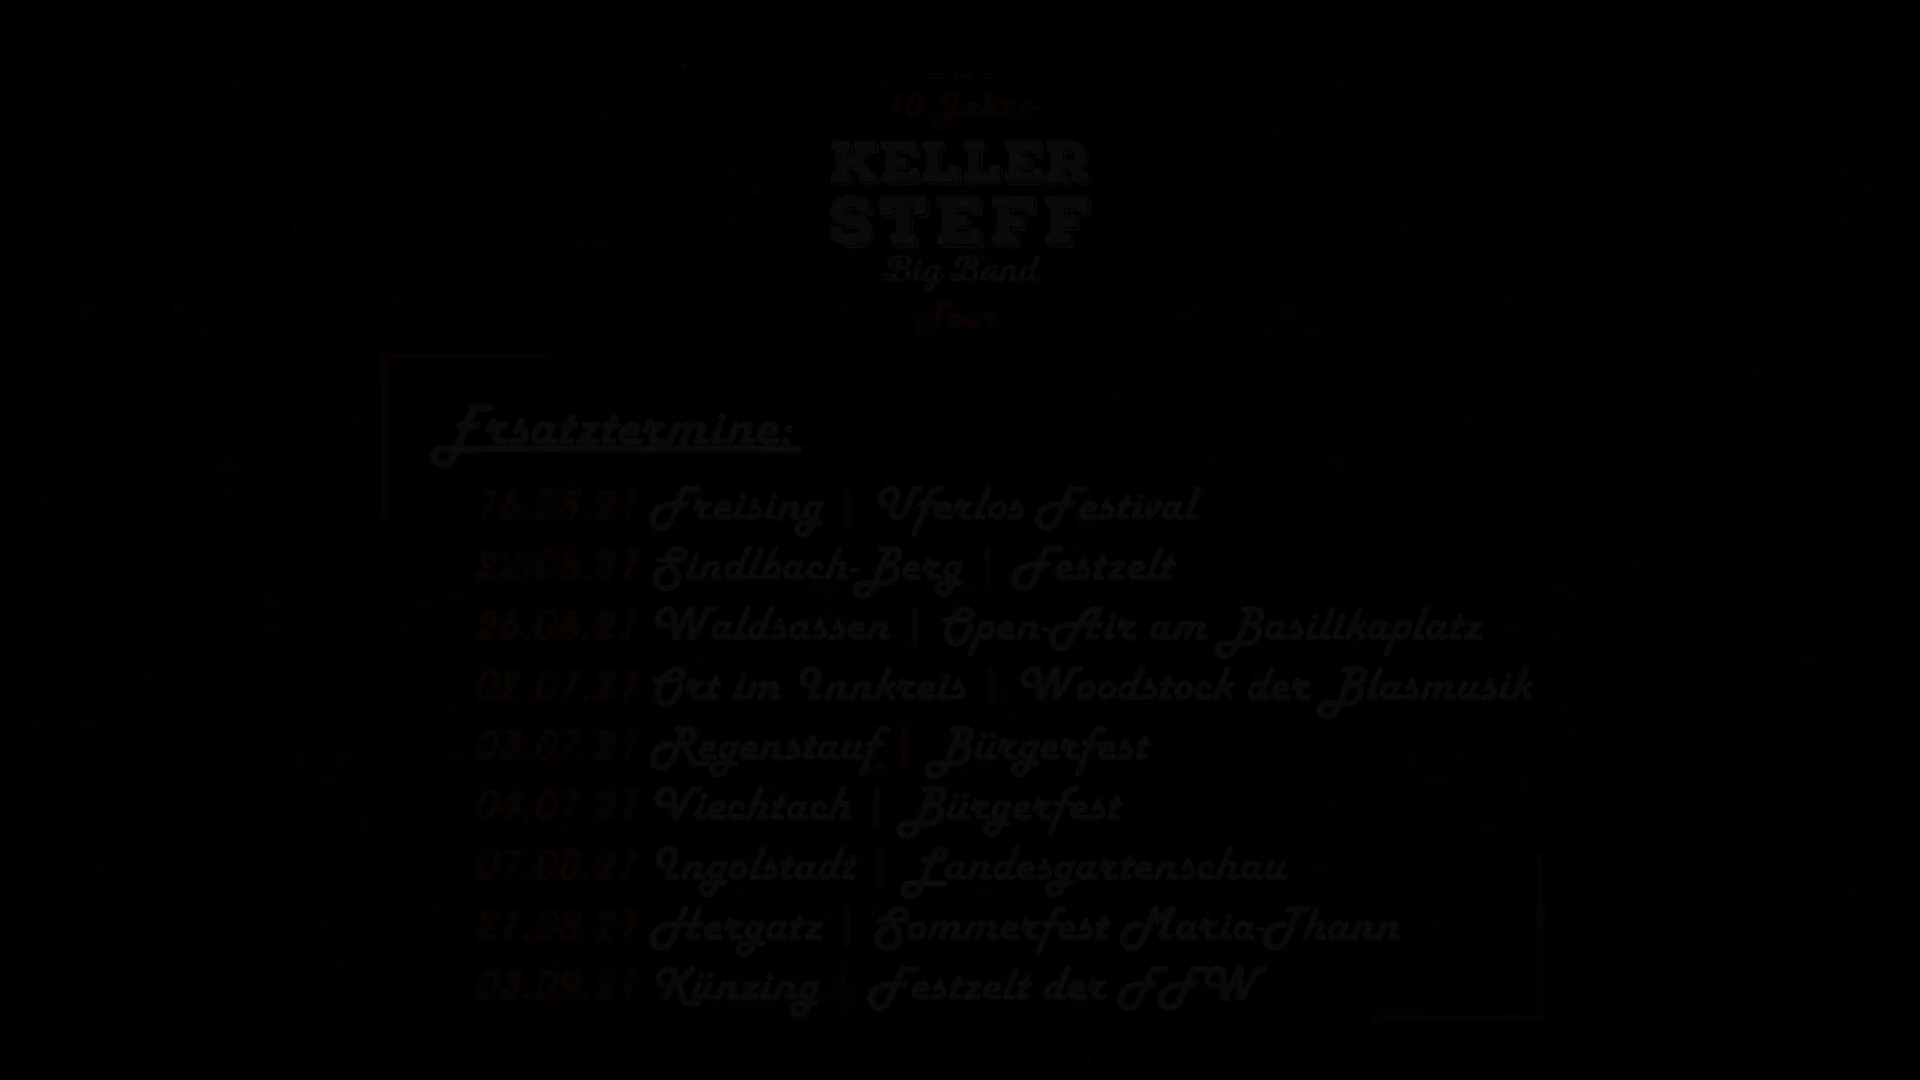 10 Jahre
KELLER
STEFF
Big Band
Tour
Ersatztermine:
16.05.21 Freising | Uferlos Festival
22.05.21 Sindlbach-Berg | Festzelt
26.06.21 Waldsassen | Open-Air am Basilikaplatz
02.07.21 Ort im Innkreis | Woodstock der Blasmusik
03.07.21 Regenstauf | Bürgerfest
04.07.21 Viechtach | Bürgerfest
07.08.21 Ingolstadt | Landesgartenschau
21.08.21 Hergatz | Sommerfest Maria-Thann
03.09.21 Künzing | Festzelt der FFW